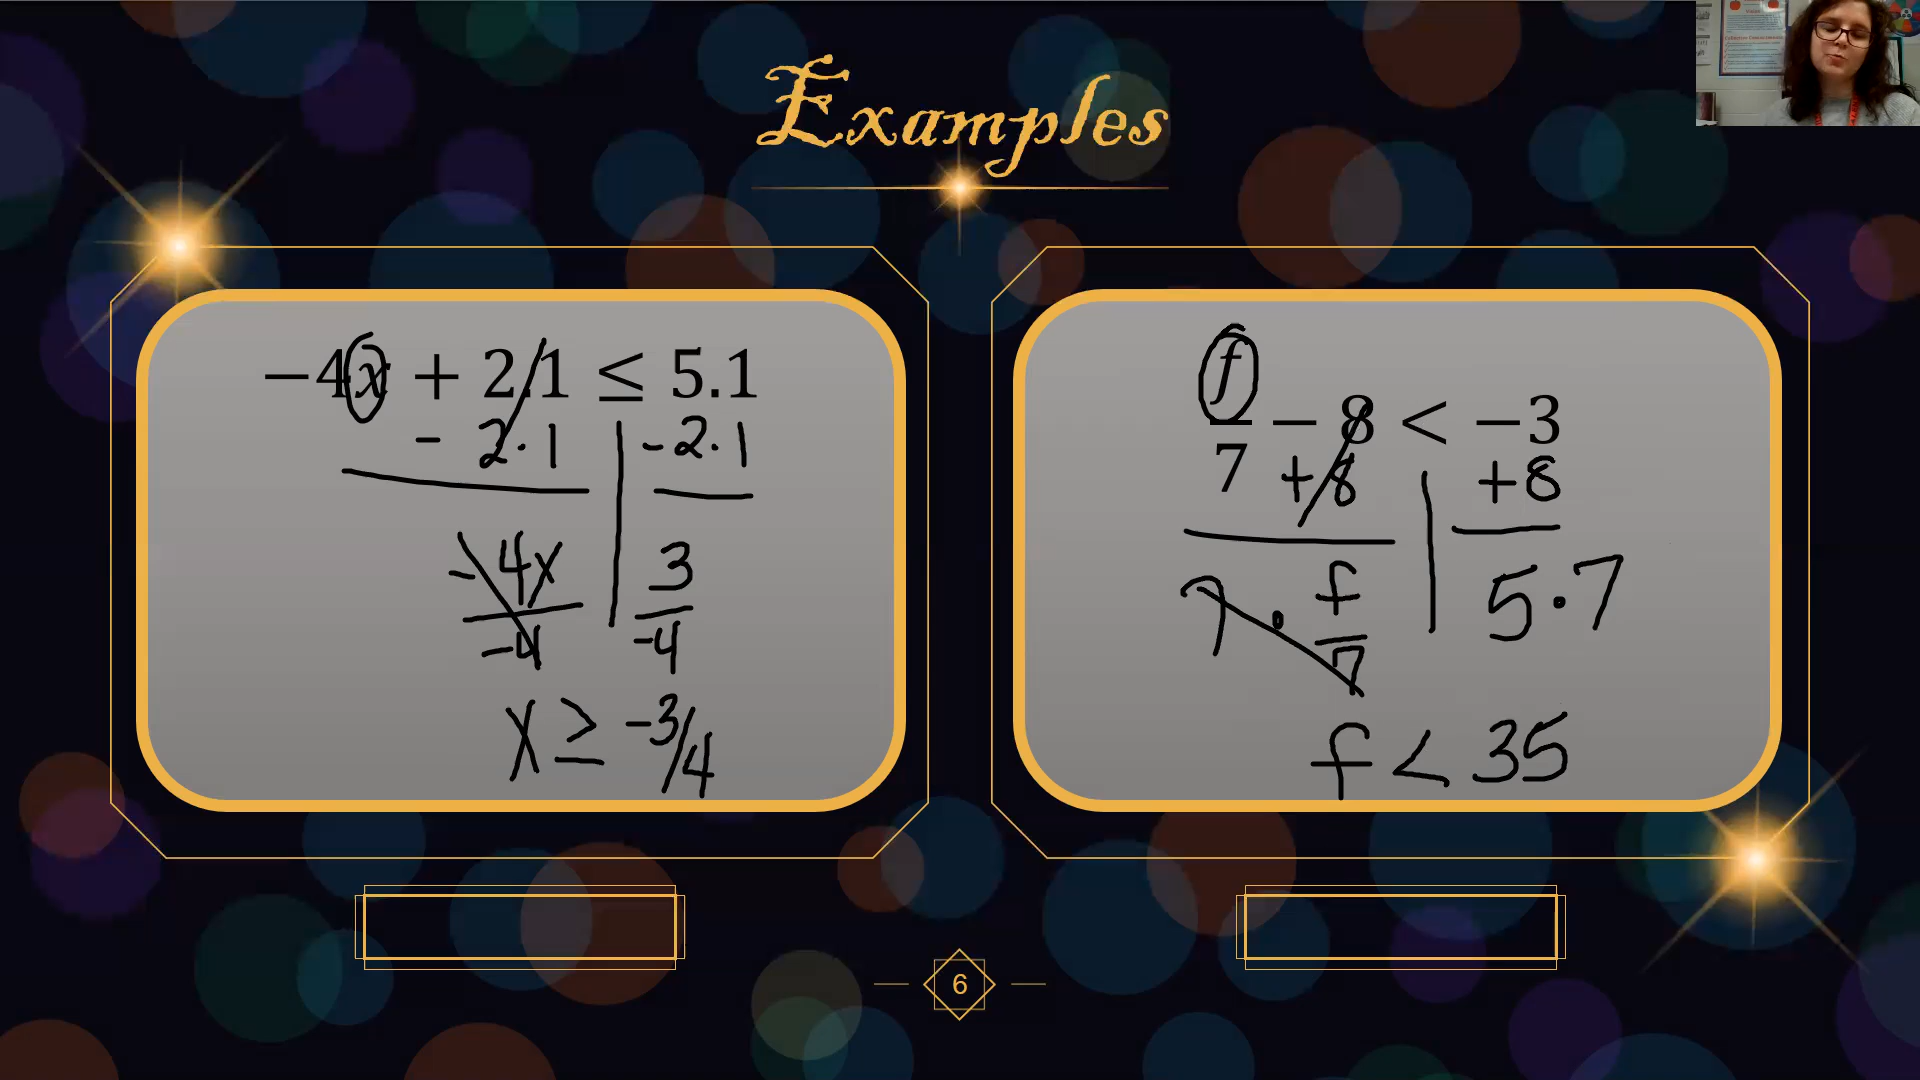 Examples
−4x + 2.1 ≤ 5.1
- 2.1 | -2.1
-4x | 3
-4 | -4
x ≥ -3/4
f
— − 8 < −3
7 +8 | +8
7 · f | 5 · 7
7
f < 35
6